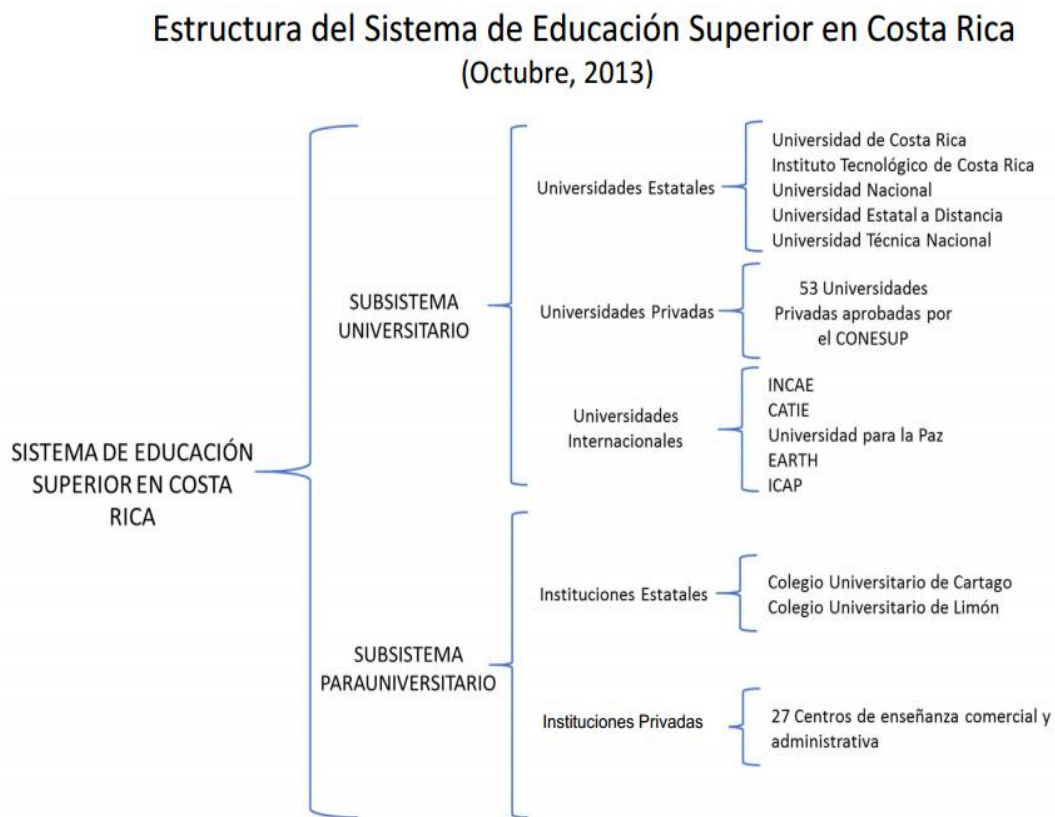 Estructura del Sistema de Educación Superior en Costa Rica
(Octubre, 2013)
SISTEMA DE EDUCACIÓN
SUPERIOR EN COSTA
RICA
SUBSISTEMA
UNIVERSITARIO
Universidades Estatales
Universidad de Costa Rica
Instituto Tecnológico de Costa Rica
Universidad Nacional
Universidad Estatal a Distancia
Universidad Técnica Nacional
Universidades Privadas
53 Universidades
Privadas aprobadas por
el CONESUP
Universidades
Internacionales
INCAE
CATIE
Universidad para la Paz
EARTH
ICAP
SUBSISTEMA
PARAUNIVERSITARIO
Instituciones Estatales
Colegio Universitario de Cartago
Colegio Universitario de Limón
Instituciones Privadas
27 Centros de enseñanza comercial y
administrativa